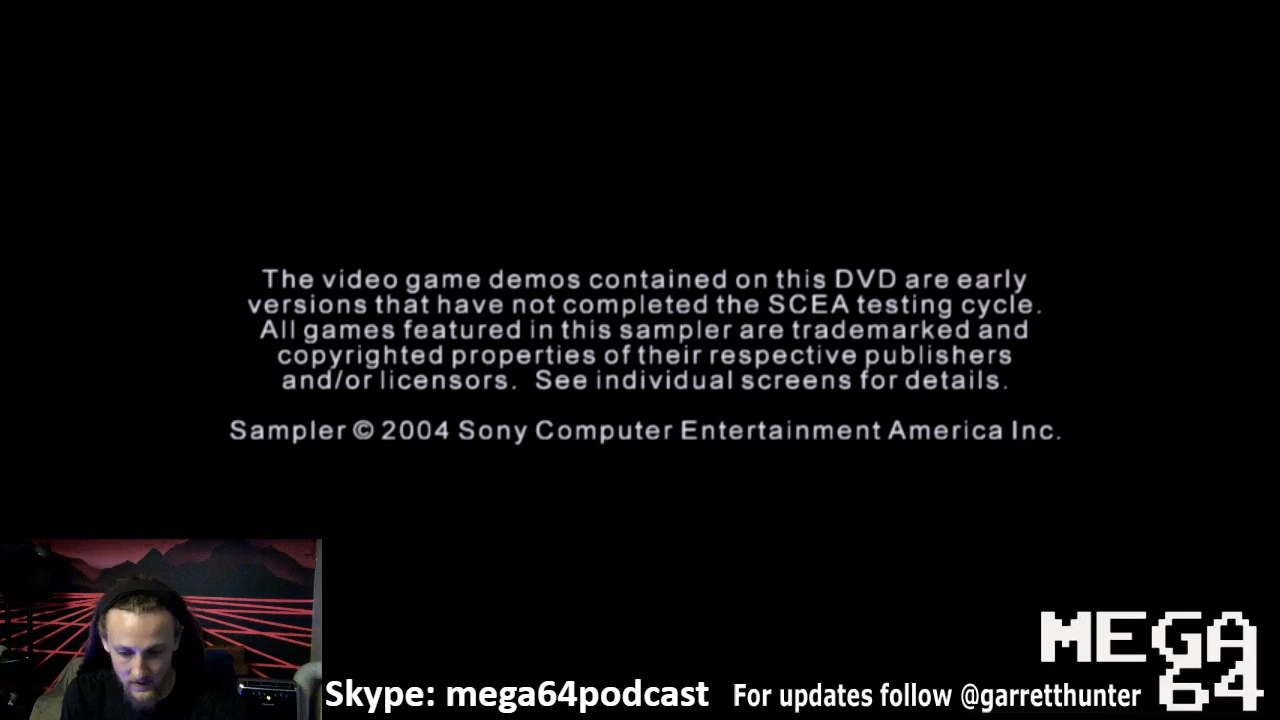 The video game demos contained on this DVD are early
versions that have not completed the SCEA testing cycle.
All games featured in this sampler are trademarked and
copyrighted properties of their respective publishers
and/or licensors. See individual screens for details.
Sampler © 2004 Sony Computer Entertainment America Inc.
MEGA
64
Skype: mega64podcast For updates follow @garretthunter